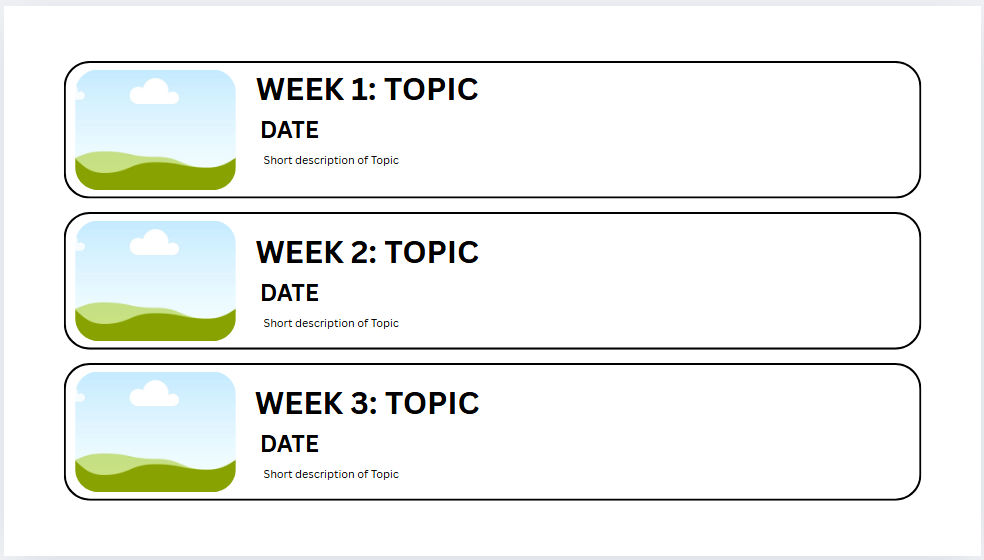 WEEK 1: TOPIC
DATE
Short description of Topic
WEEK 2: TOPIC
DATE
Short description of Topic
WEEK 3: TOPIC
DATE
Short description of Topic